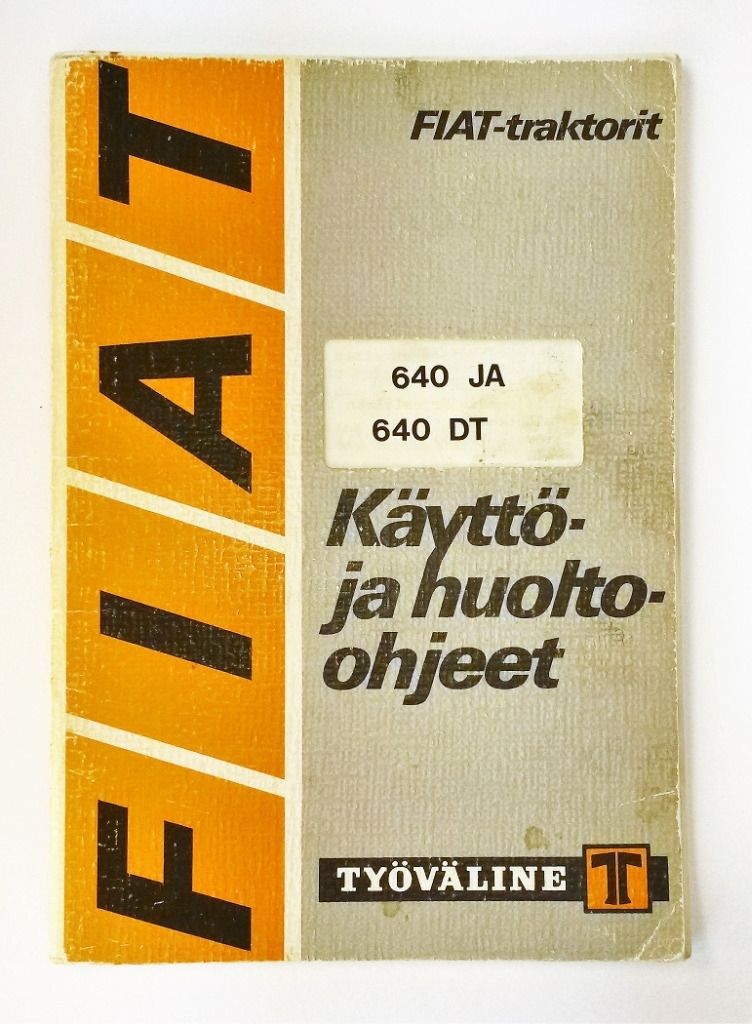 FIAT
FIAT-traktorit
640 JA
640 DT
Käyttö-
ja huolto-
ohjeet
TYÖVÄLINE T